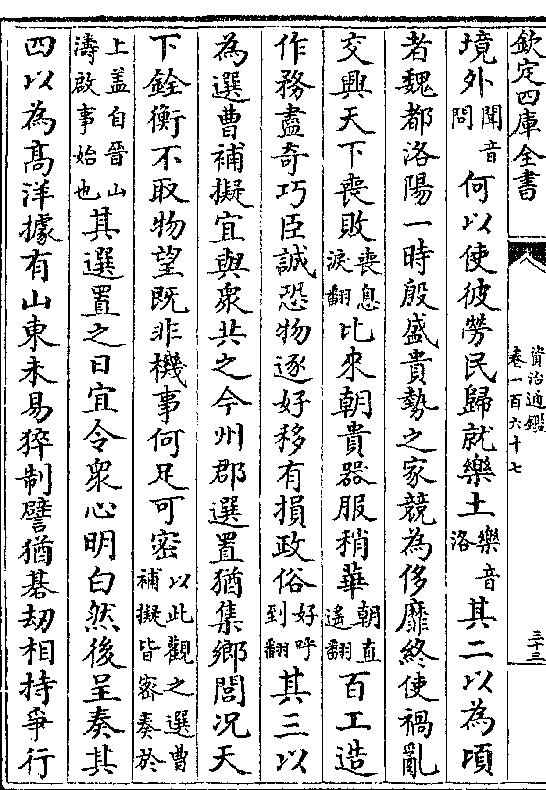 欽定四庫全書
資治通鑑
卷一百六十七
三十三
境外聞音問何以使彼勞民歸就樂土樂音洛其二以為頃
者魏都洛陽一時殷盛貴勢之家競為侈靡終使禍亂
交興天下喪敗喪息浪翻比來朝貴器服稍華朝直遥翻百工造
作務盡奇巧臣誠恐物逐好移有損政俗好呼到翻其三以
為選曹補擬宜與衆共之今州郡選置猶集鄉閭况天
下銓衡不取物望既非機事何足可密以此觀之選曹補擬皆密奏於
上盖自晉山濤啟事始也其選置之日宜令衆心明白然後呈奏其
四以為高洋據有山東未易猝制譬猶棊刼相持爭行